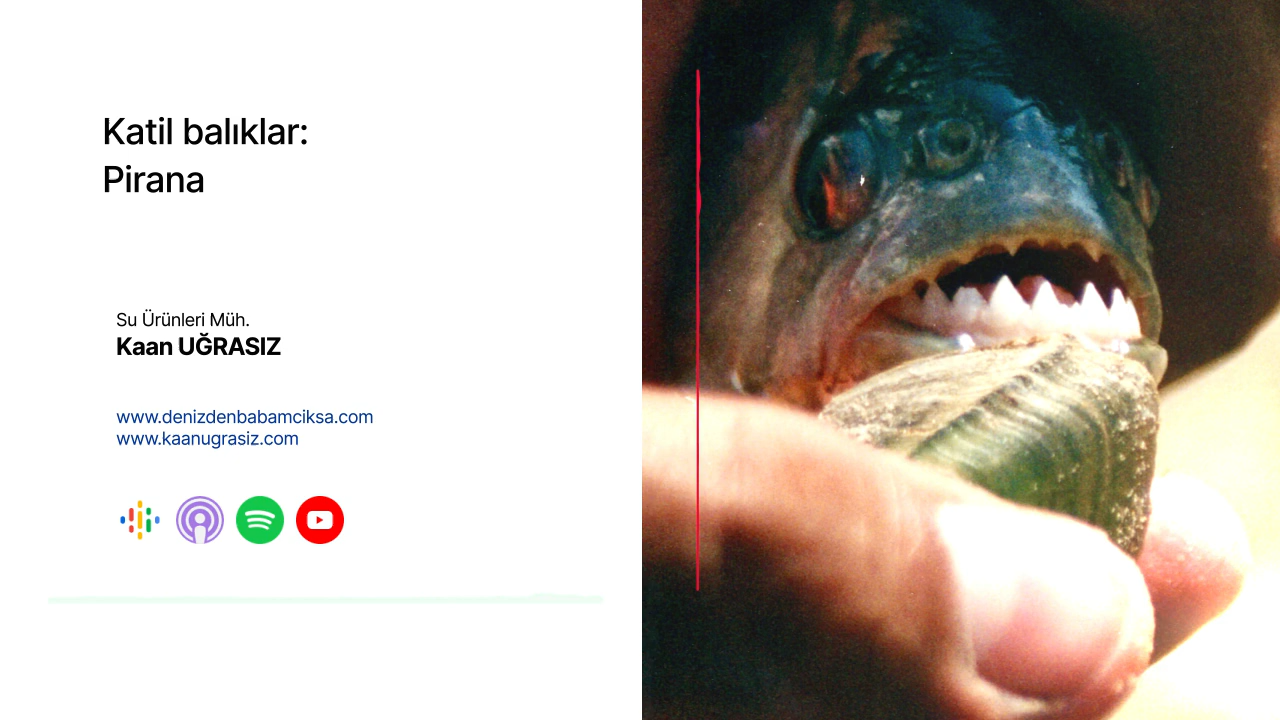 Katil balıklar:
Pirana
Su Ürünleri Müh.
Kaan UĞRASIZ
www.denizdenbabamciksa.com
www.kaanugrasiz.com